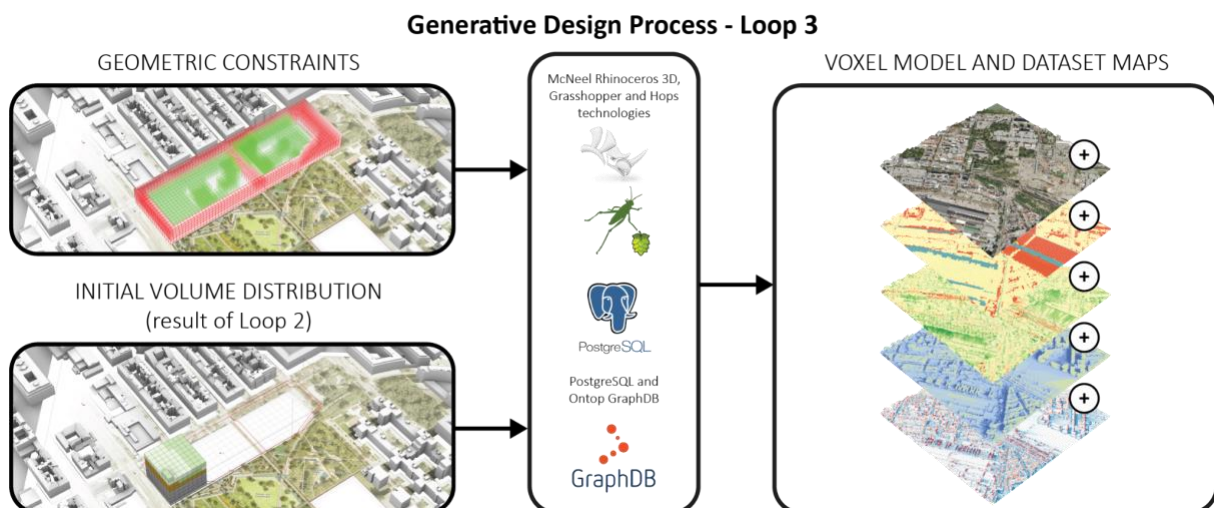 Generative Design Process - Loop 3
GEOMETRIC CONSTRAINTS
INITIAL VOLUME DISTRIBUTION
(result of Loop 2)
McNeel Rhinoceros 3D,
Grasshopper and Hops
technologies
PostgreSQL
PostgreSQL and
Ontop GraphDB
GraphDB
VOXEL MODEL AND DATASET MAPS
+
+
+
+
+